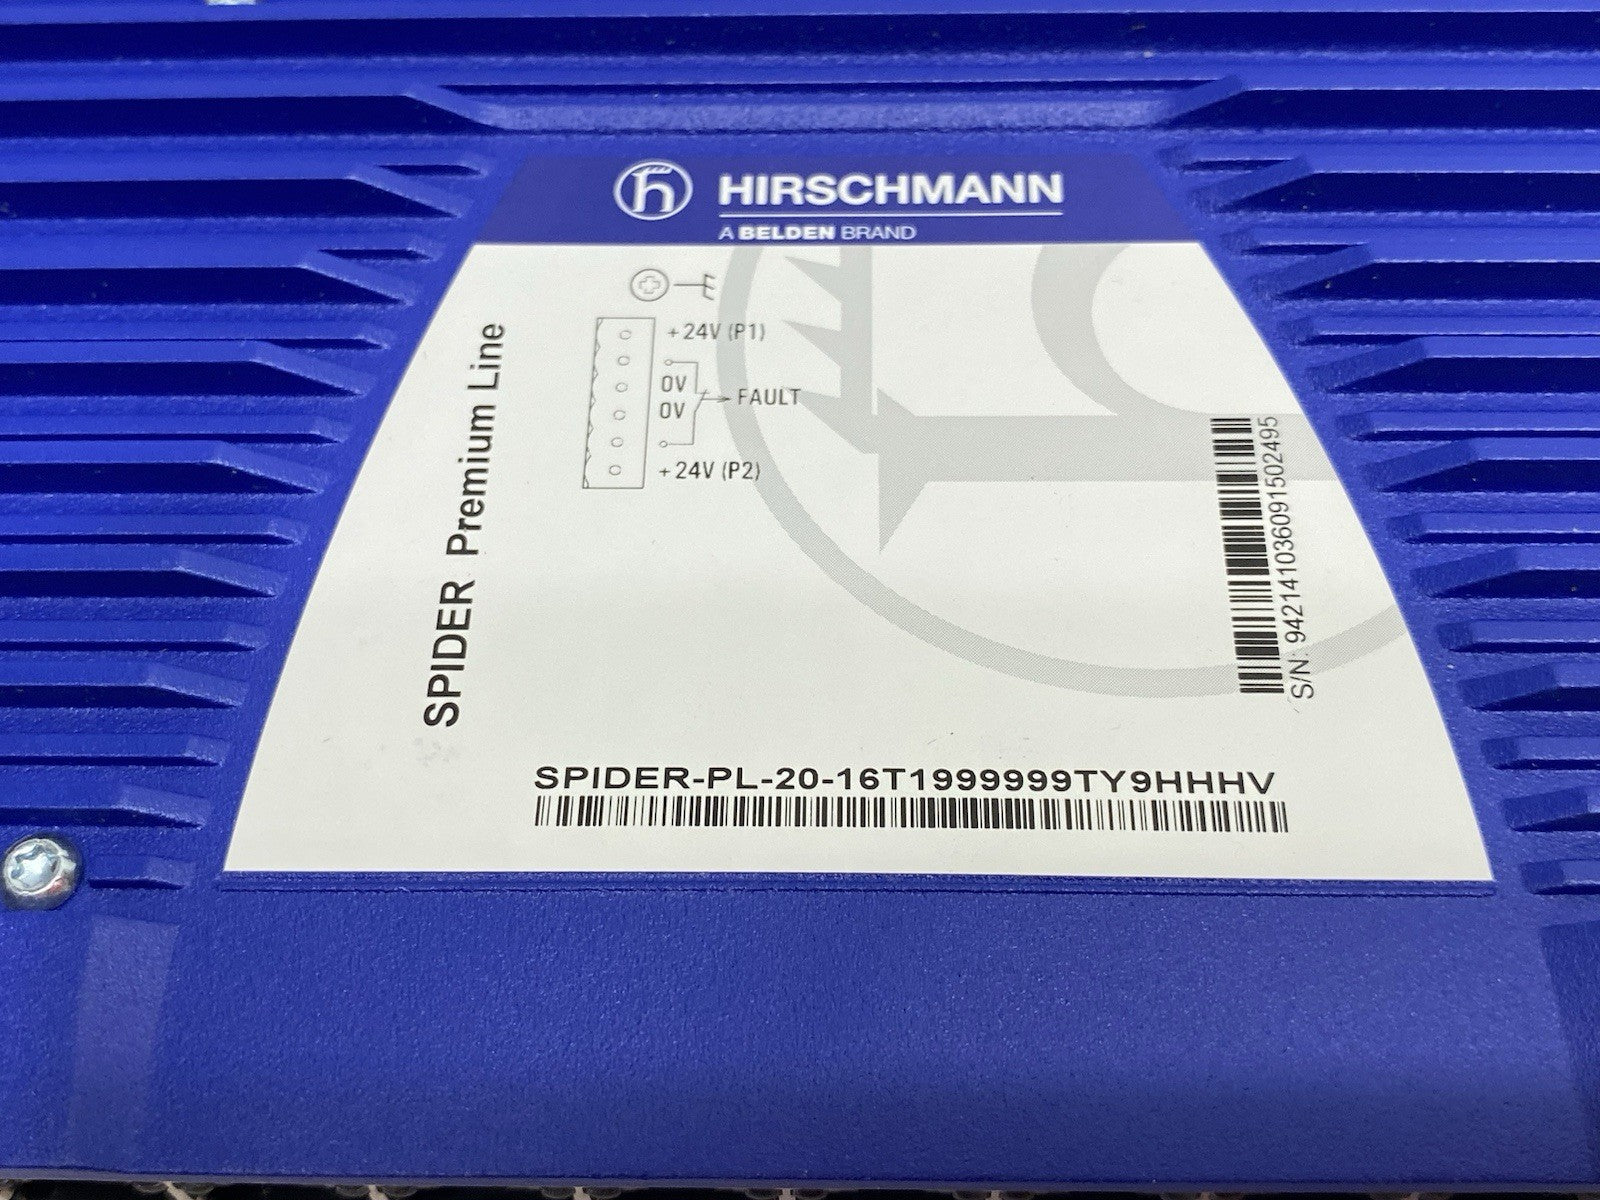 HIRSCHMANN
A BELDEN BRAND
+24V (P1)
0V
0V
FAULT
+24V (P2)
SPIDER Premium Line
S/N: 942141036091502495
SPIDER-PL-20-16T1999999TY9HHHV